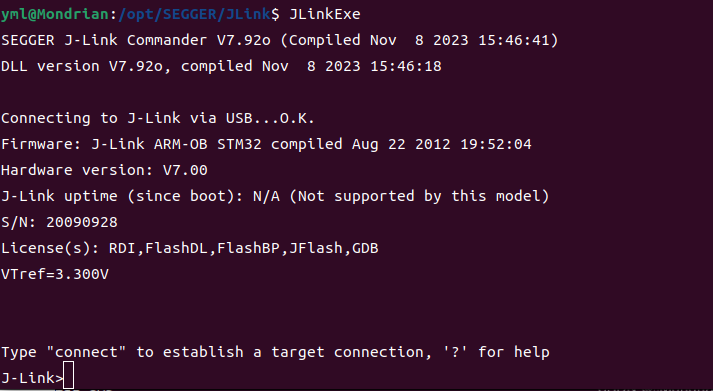 yml@Mondrian:/opt/SEGGER/JLink$ JLinkExe
SEGGER J-Link Commander V7.92o (Compiled Nov  8 2023 15:46:41)
DLL version V7.92o, compiled Nov  8 2023 15:46:18
Connecting to J-Link via USB...O.K.
Firmware: J-Link ARM-OB STM32 compiled Aug 22 2012 19:52:04
Hardware version: V7.00
J-Link uptime (since boot): N/A (Not supported by this model)
S/N: 20090928
License(s): RDI,FlashDL,FlashBP,JFlash,GDB
VTref=3.300V
Type "connect" to establish a target connection, '?' for help
J-Link>